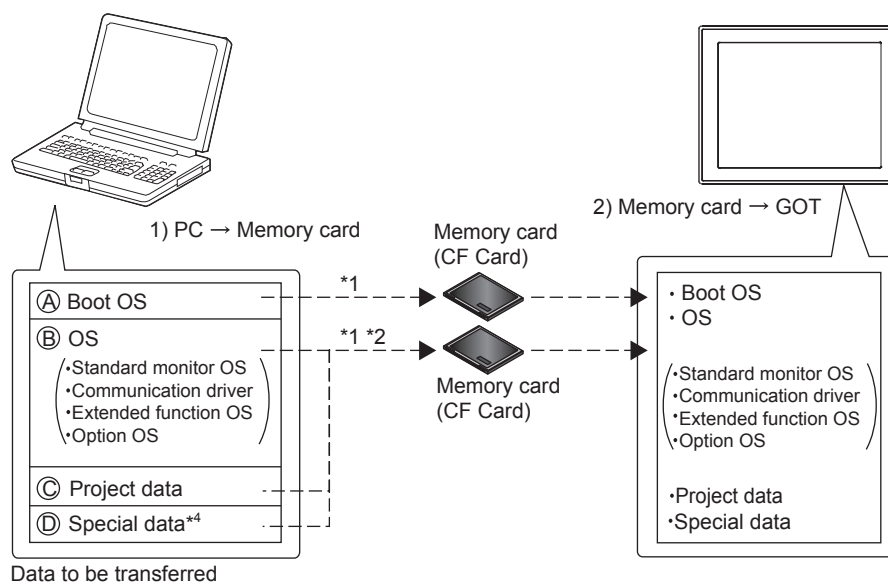 1) PC → Memory card
2) Memory card → GOT
Memory card
(CF Card)
Ⓐ Boot OS
*1
Ⓑ OS
・Standard monitor OS
・Communication driver
・Extended function OS
・Option OS
*1 *2
Memory card
(CF Card)
Ⓒ Project data
Ⓓ Special data*4
Data to be transferred
・Boot OS
・OS
・Standard monitor OS
・Communication driver
・Extended function OS
・Option OS
・Project data
・Special data